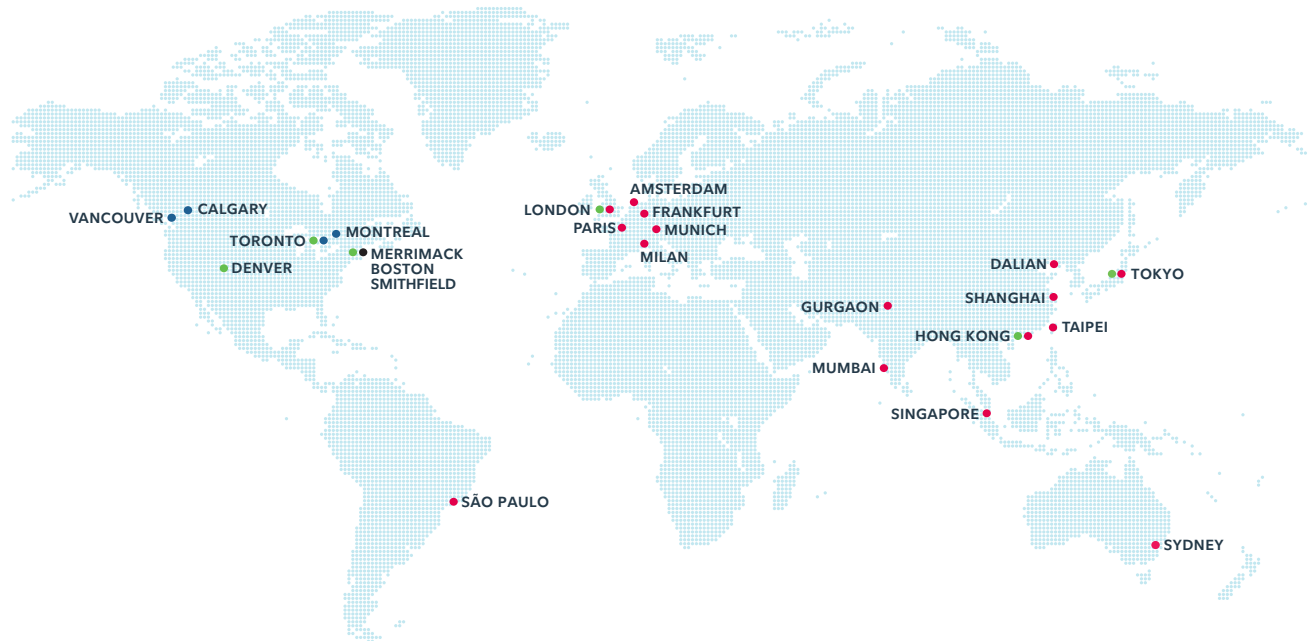 AMSTERDAM
VANCOUVER
CALGARY
LONDON
FRANKFURT
PARIS
MUNICH
TORONTO
MONTREAL
MILAN
MERRIMACK
BOSTON
SMITHFIELD
DENVER
DALIAN
TOKYO
GURGAON
SHANGHAI
HONG KONG
TAIPEI
MUMBAI
SINGAPORE
SÃO PAULO
SYDNEY